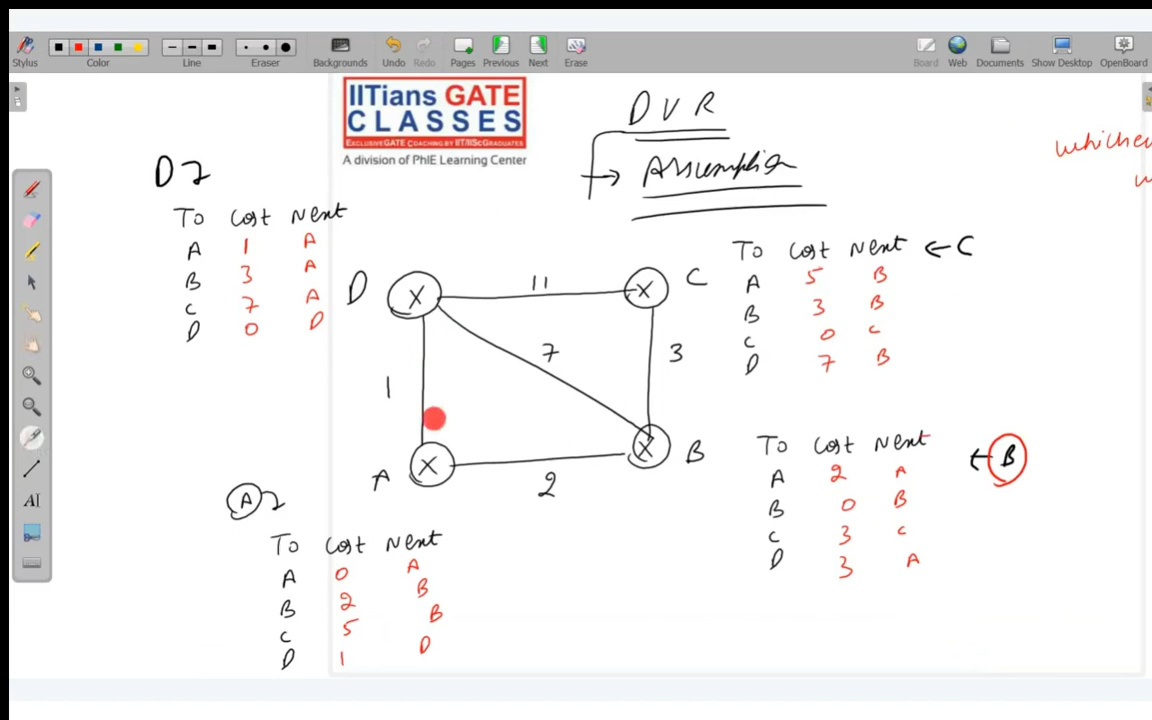 Stylus
Color
Line
Eraser
Backgrounds
Undo
Redo
Pages
Previous
Next
Erase
Board
Web
Documents
Show Desktop
OpenBoard
IITians GATE
CLASSES
EXCLUSIVE GATE COACHING BY IIT/IISc GRADUATES
A division of PhIE Learning Center
DVR
Assumption
D
To Cost Next
A 1 A
B 3 A
C 7 A
D 0 D
D
11
C
7
3
1
A
2
B
To Cost Next ← C
A 5 B
B 3 B
C 0 C
D 7 B
To Cost Next ← B
A 2 A
B 0 B
C 3 C
D 3 A
A
To Cost Next
A 0 A
B 2 B
C 5 B
D 1 D
X
X
X
X
AI